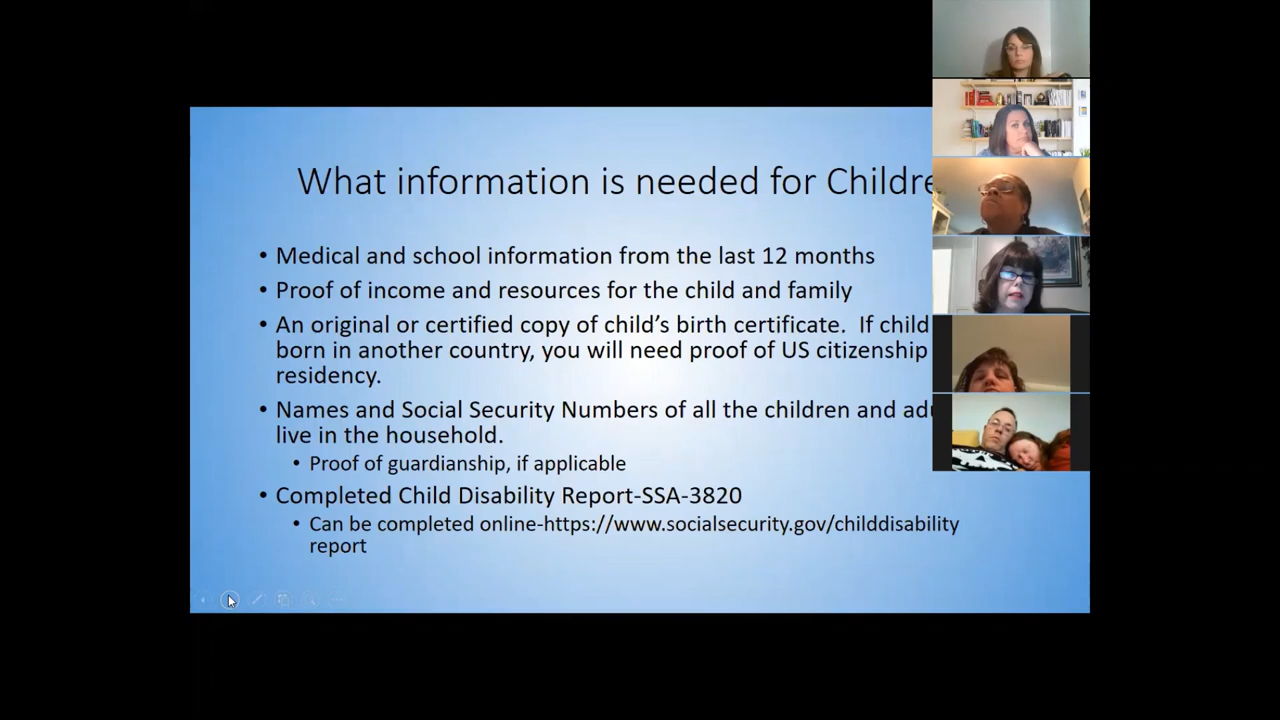 What information is needed for Childre
• Medical and school information from the last 12 months
• Proof of income and resources for the child and family
• An original or certified copy of child’s birth certificate.  If child
born in another country, you will need proof of US citizenship
residency.
• Names and Social Security Numbers of all the children and adu
live in the household.
• Proof of guardianship, if applicable
• Completed Child Disability Report-SSA-3820
• Can be completed online-https://www.socialsecurity.gov/childdisability
report